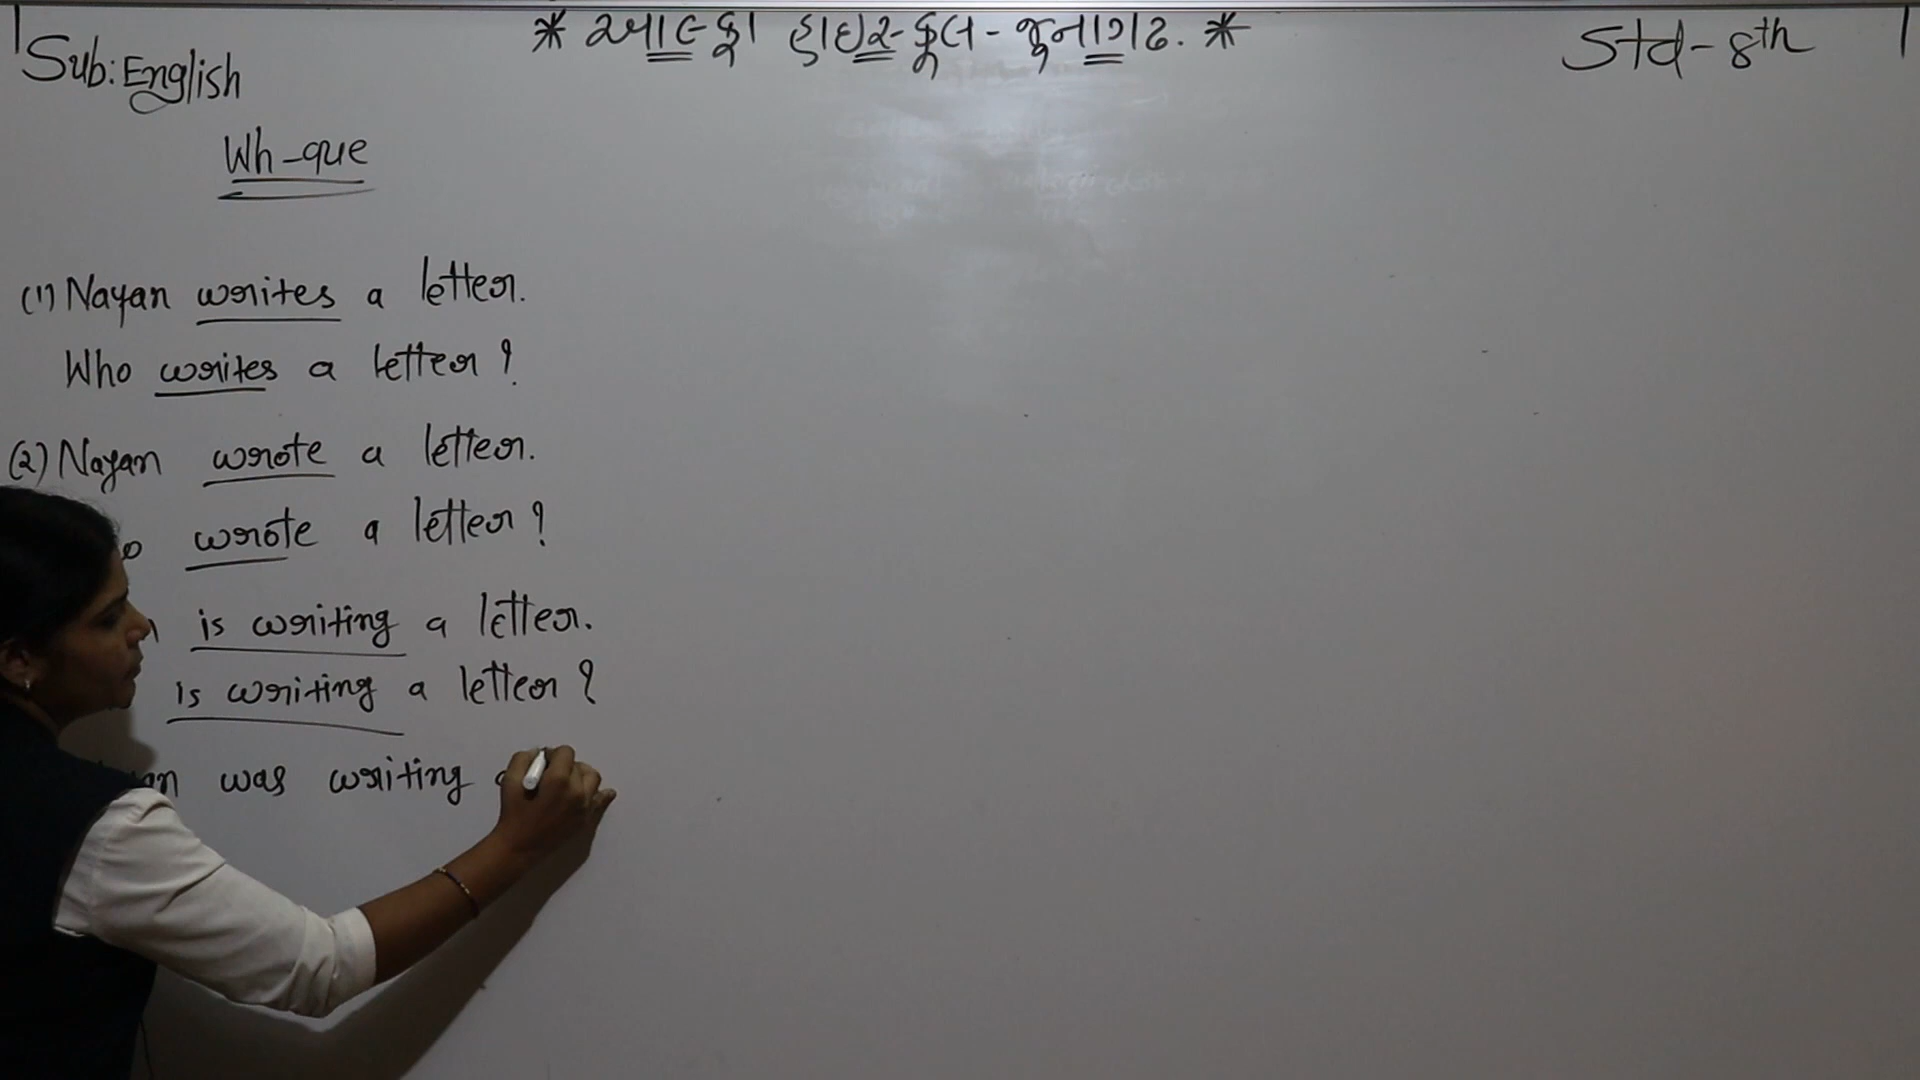 * આલ્ફા હાઇસ્કૂલ - જૂનાગઢ. *
Sub: English
Std - 8th
Wh-que
(1) Nayan writes a letter.
Who writes a letter?
(2) Nayan wrote a letter.
wrote a letter?
is writing a letter.
is writing a letter?
was writing